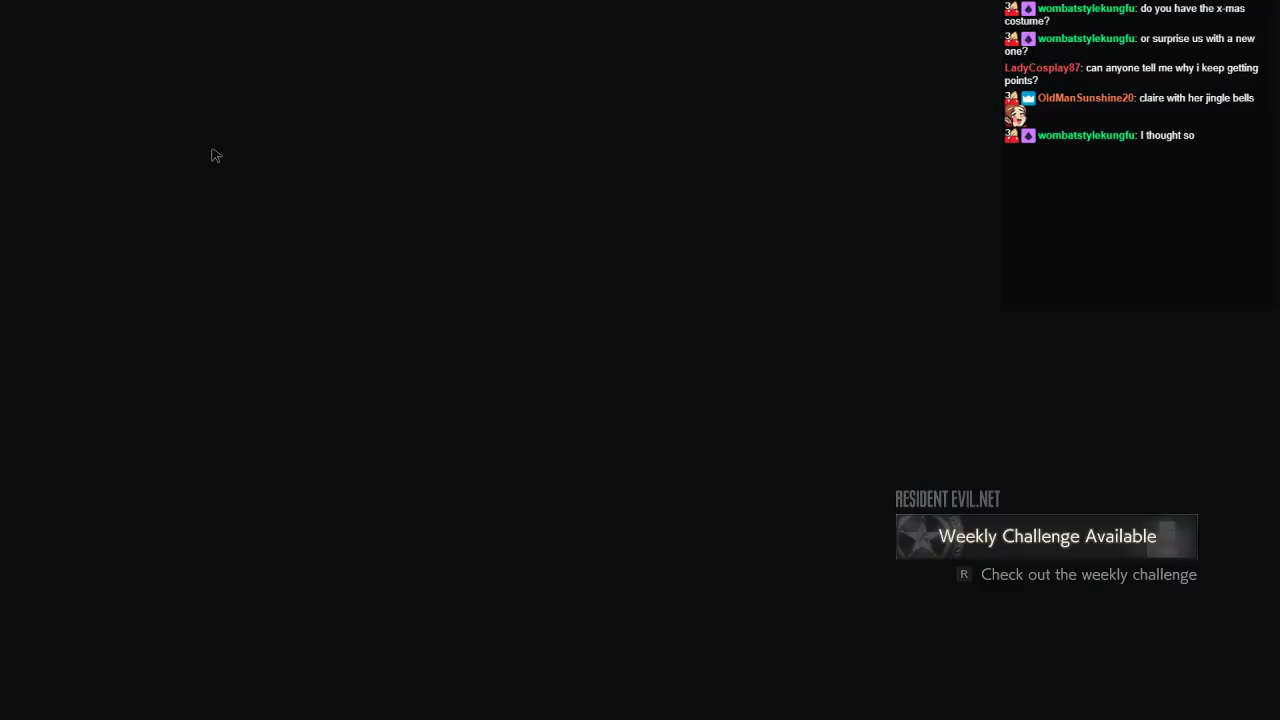 wombatstylekungfu: do you have the x-mas
costume?
wombatstylekungfu: or surprise us with a new
one?
LadyCosplay87: can anyone tell me why i keep getting
points?
OldManSunshine20: claire with her jingle bells
wombatstylekungfu: I thought so
RESIDENT EVIL.NET
Weekly Challenge Available
R Check out the weekly challenge